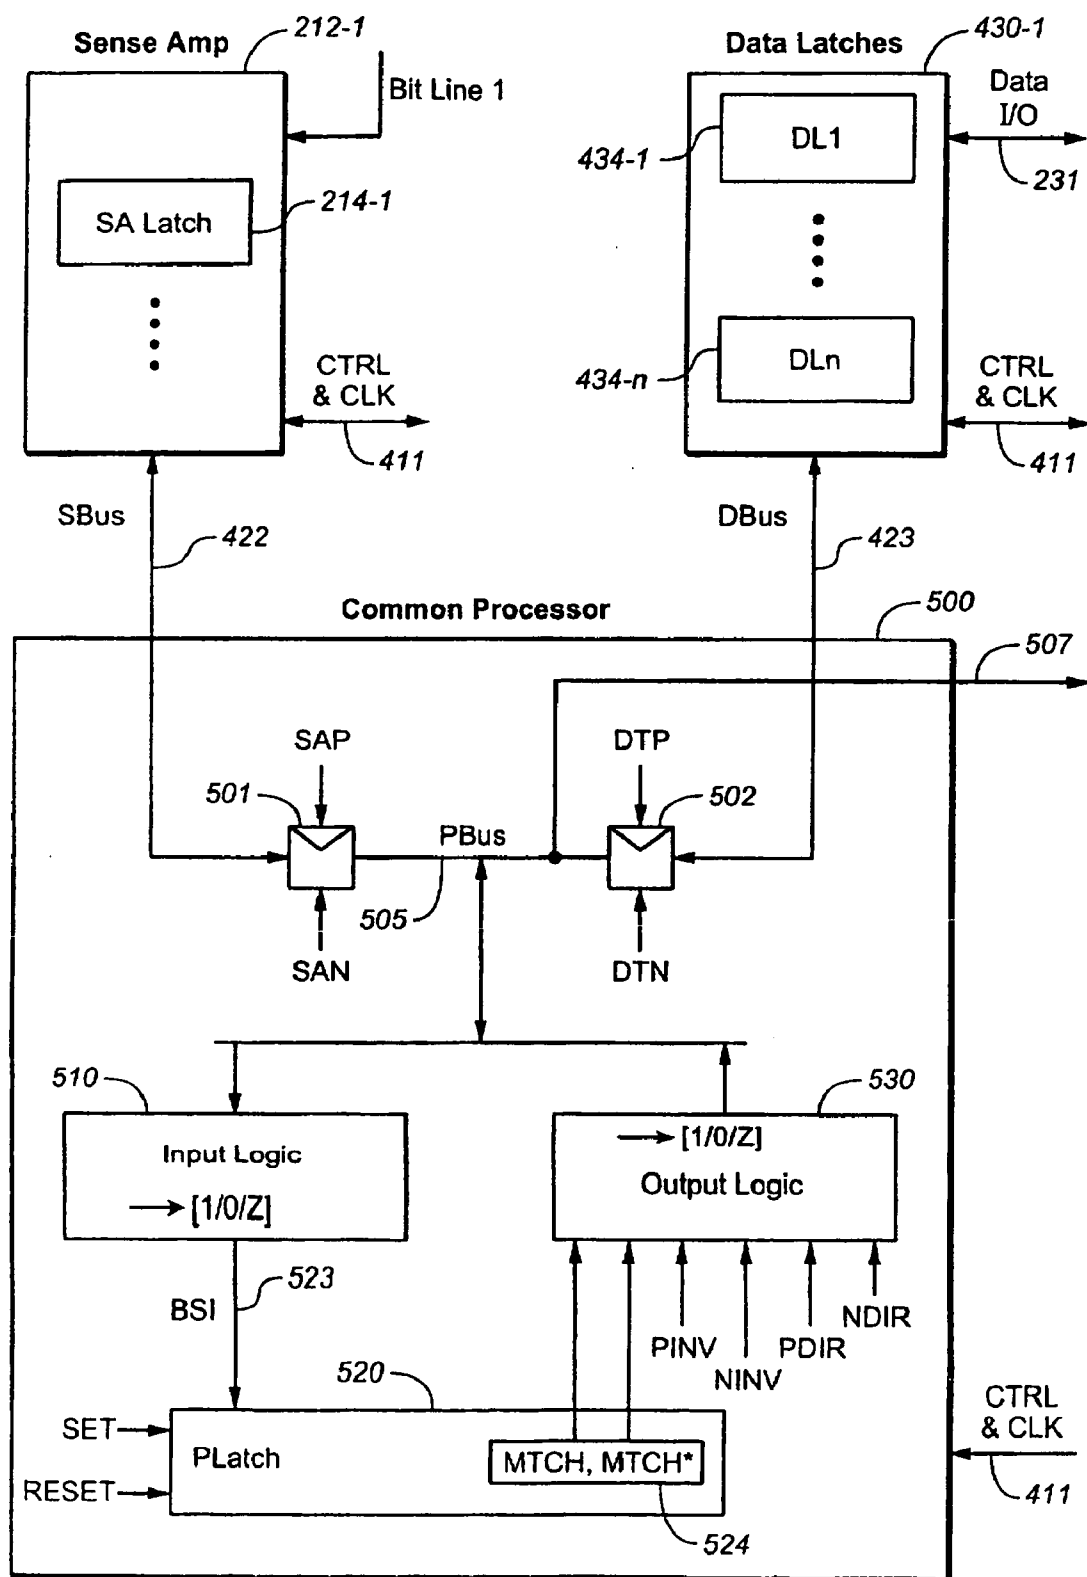 Sense Amp
212-1
Data Latches
430-1
Bit Line 1
Data
I/O
DL1
434-1
231
SA Latch
214-1
DLn
434-n
CTRL
& CLK
411
CTRL
& CLK
411
SBus
422
DBus
423
Common Processor
500
507
SAP
DTP
501
502
PBus
505
SAN
DTN
510
530
Input Logic
[1/0/Z]
[1/0/Z]
Output Logic
523
BSI
PINV
NINV
PDIR
NDIR
520
SET
PLatch
MTCH, MTCH*
RESET
524
CTRL
& CLK
411